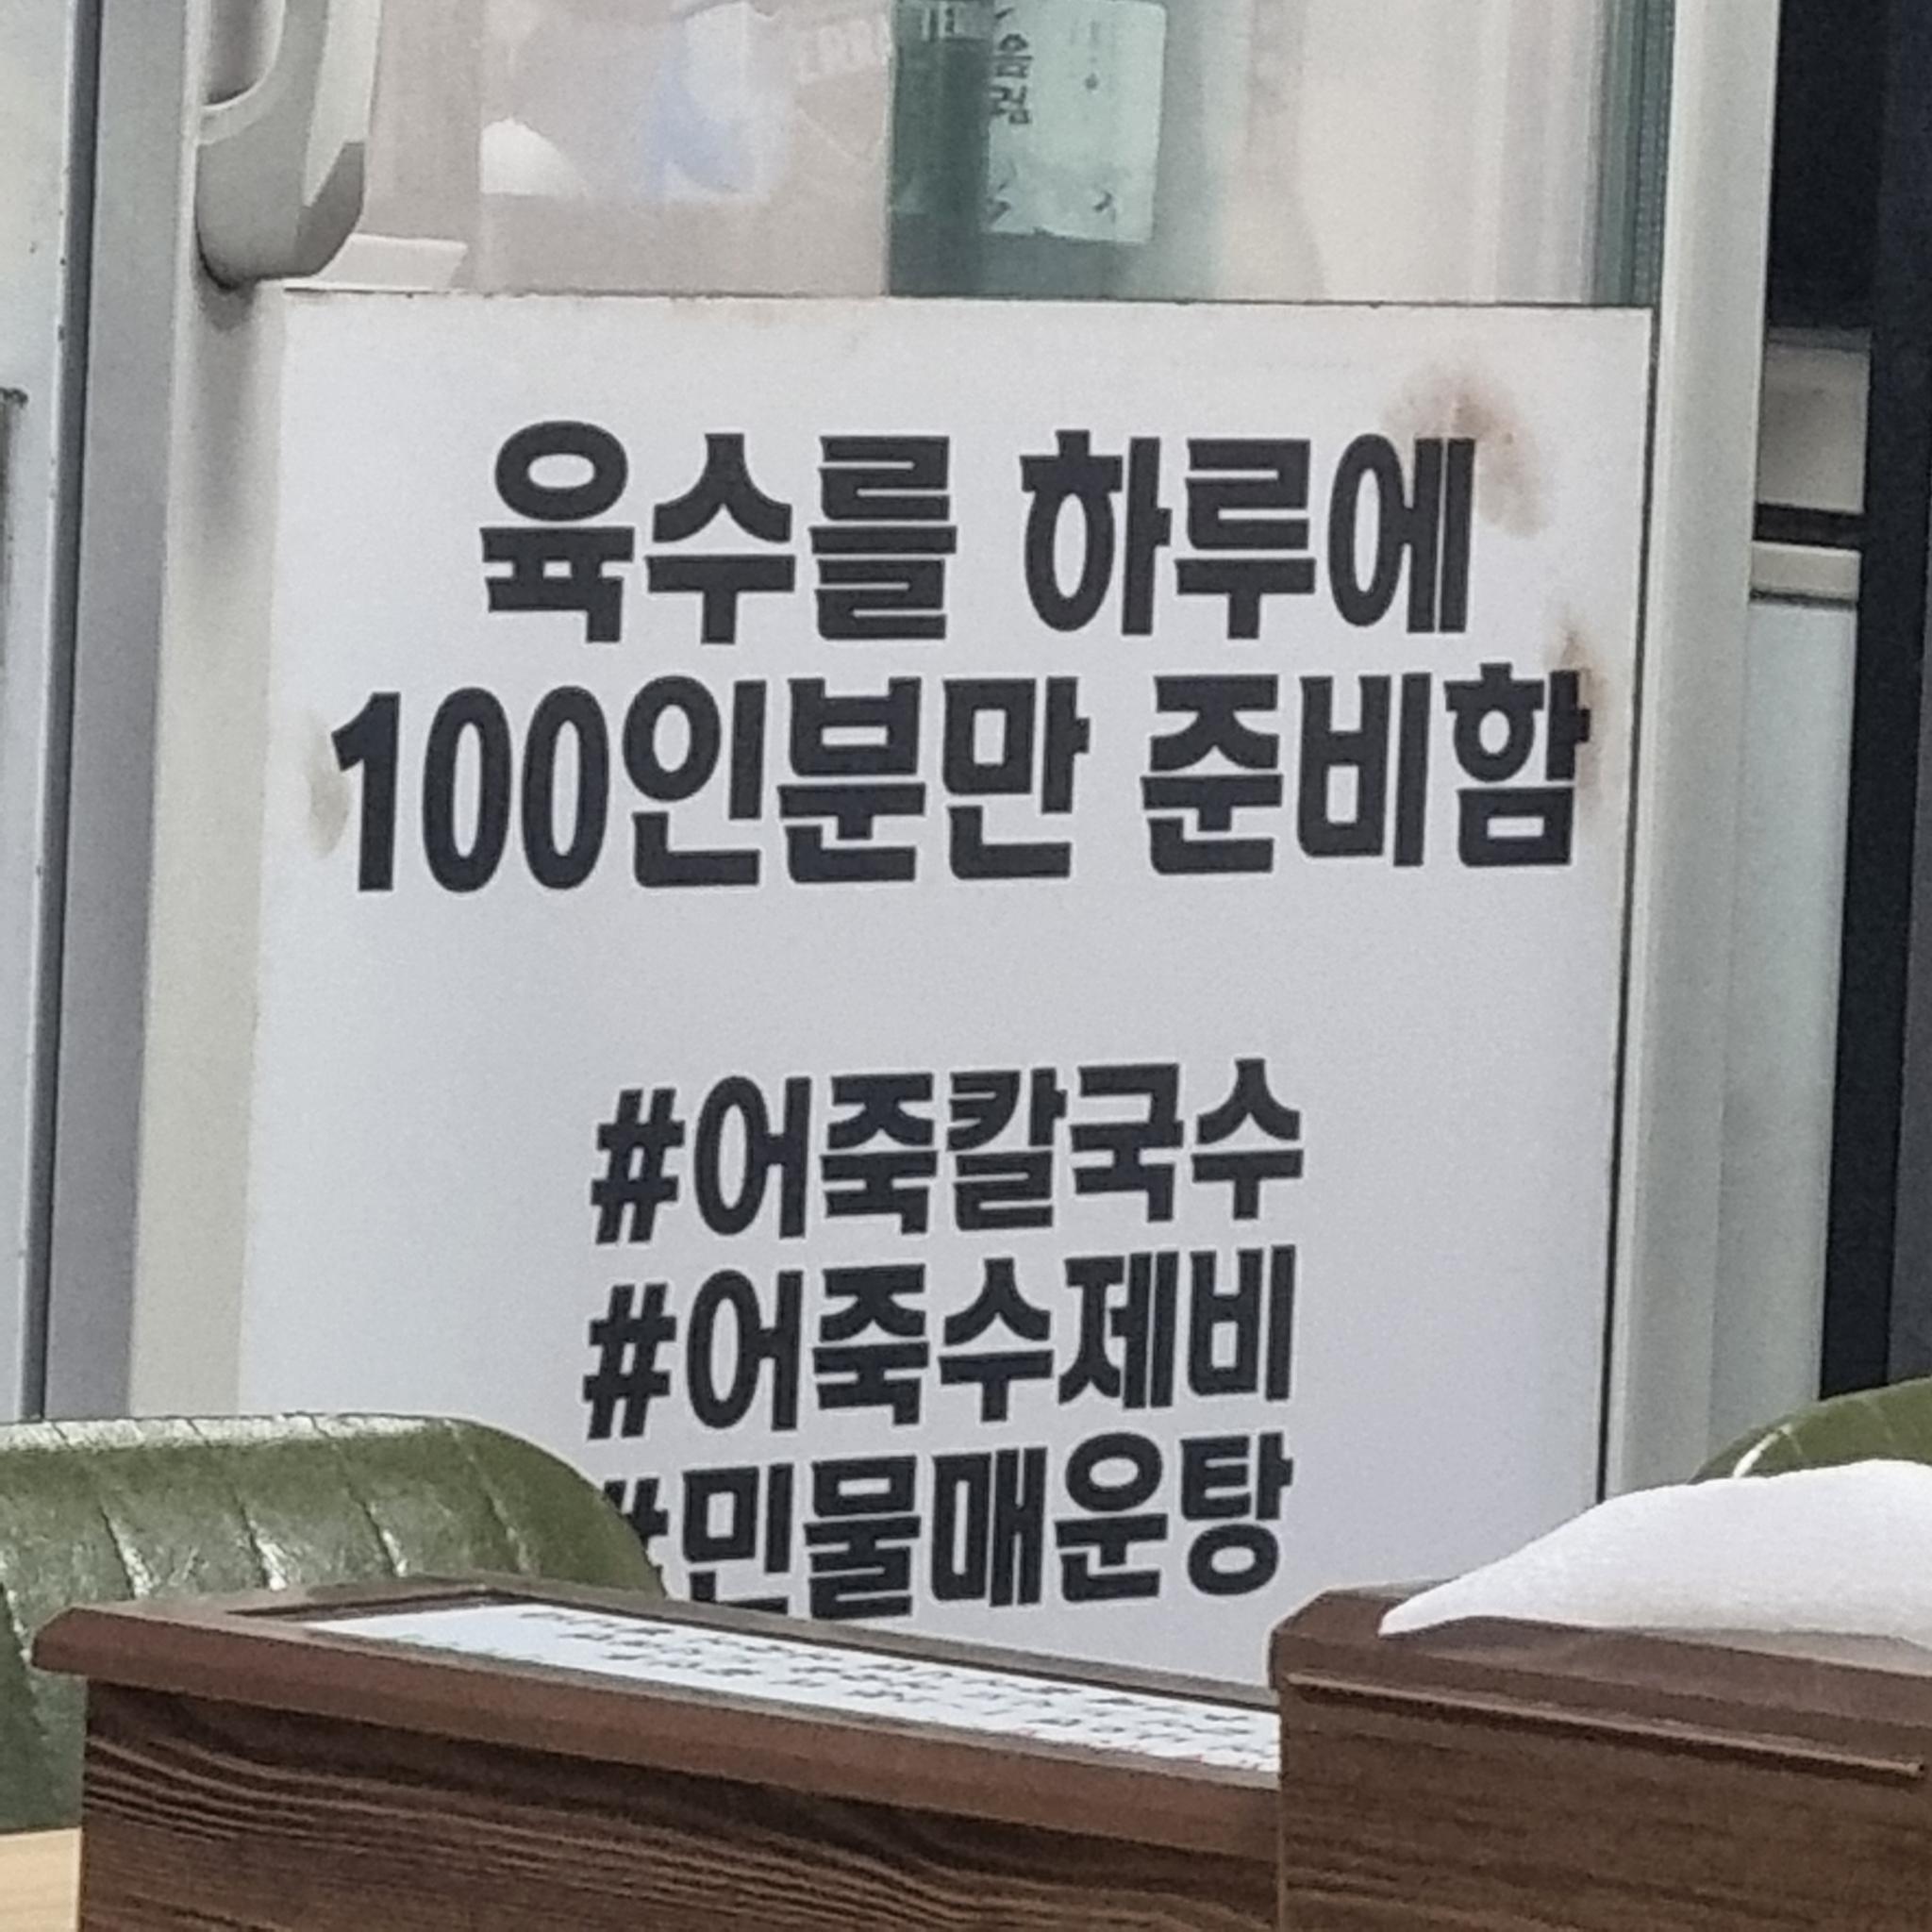 육수를 하루에
100인분만 준비함
#어죽칼국수
#어죽수제비
#민물매운탕